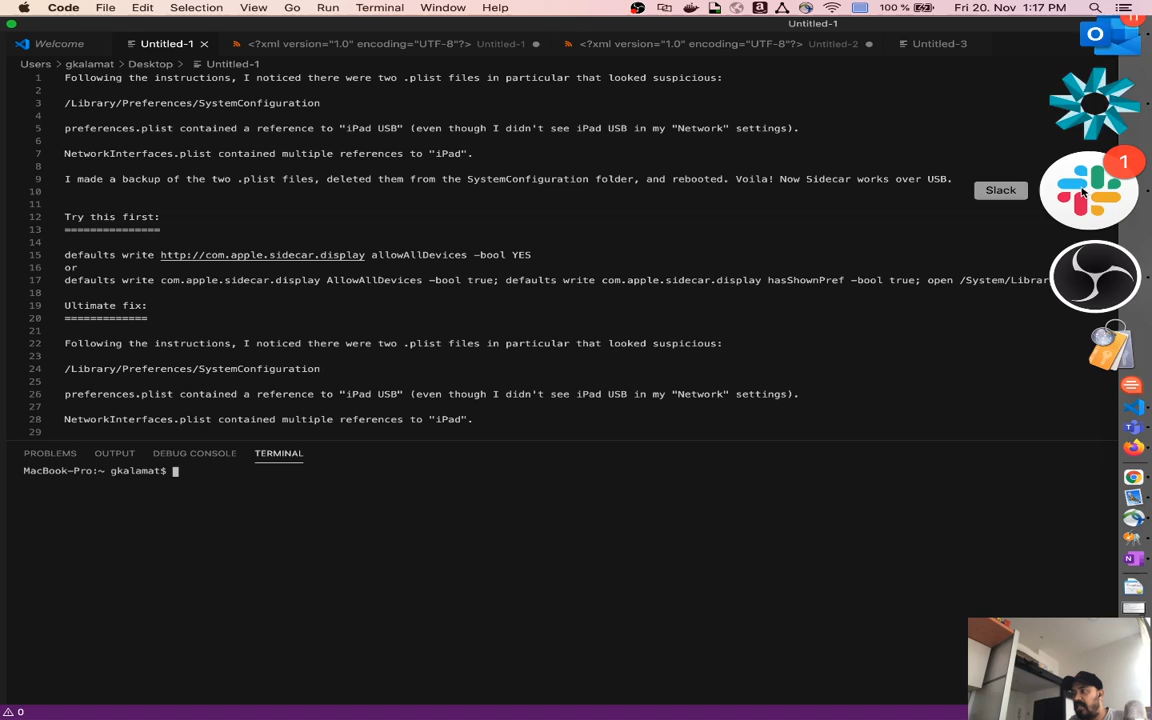 Code File Edit Selection View Go Run Terminal Window Help 100 % Fri 20. Nov. 1:17 PM
Untitled-1
11
Welcome Untitled-1 <?xml version="1.0" encoding="UTF-8"?> Untitled-1 <?xml version="1.0" encoding="UTF-8"?> Untitled-2 Untitled-3
Users > gkalamat > Desktop > Untitled-1
1 Following the instructions, I noticed there were two .plist files in particular that looked suspicious:
2
3 /Library/Preferences/SystemConfiguration
4
5 preferences.plist contained a reference to "iPad USB" (even though I didn't see iPad USB in my "Network" settings).
6
7 NetworkInterfaces.plist contained multiple references to "iPad".
8
9 I made a backup of the two .plist files, deleted them from the SystemConfiguration folder, and rebooted. Voila! Now Sidecar works over USB.
10
11
12 Try this first:
13 ===============
14
15 defaults write http://com.apple.sidecar.display allowAllDevices -bool YES
16 or
17 defaults write com.apple.sidecar.display AllowAllDevices -bool true; defaults write com.apple.sidecar.display hasShownPref -bool true; open /System/Librar
18
19 Ultimate fix:
20 =============
21
22 Following the instructions, I noticed there were two .plist files in particular that looked suspicious:
23
24 /Library/Preferences/SystemConfiguration
25
26 preferences.plist contained a reference to "iPad USB" (even though I didn't see iPad USB in my "Network" settings).
27
28 NetworkInterfaces.plist contained multiple references to "iPad".
29
Slack
1
PROBLEMS OUTPUT DEBUG CONSOLE TERMINAL
MacBook-Pro:~ gkalamat$
0